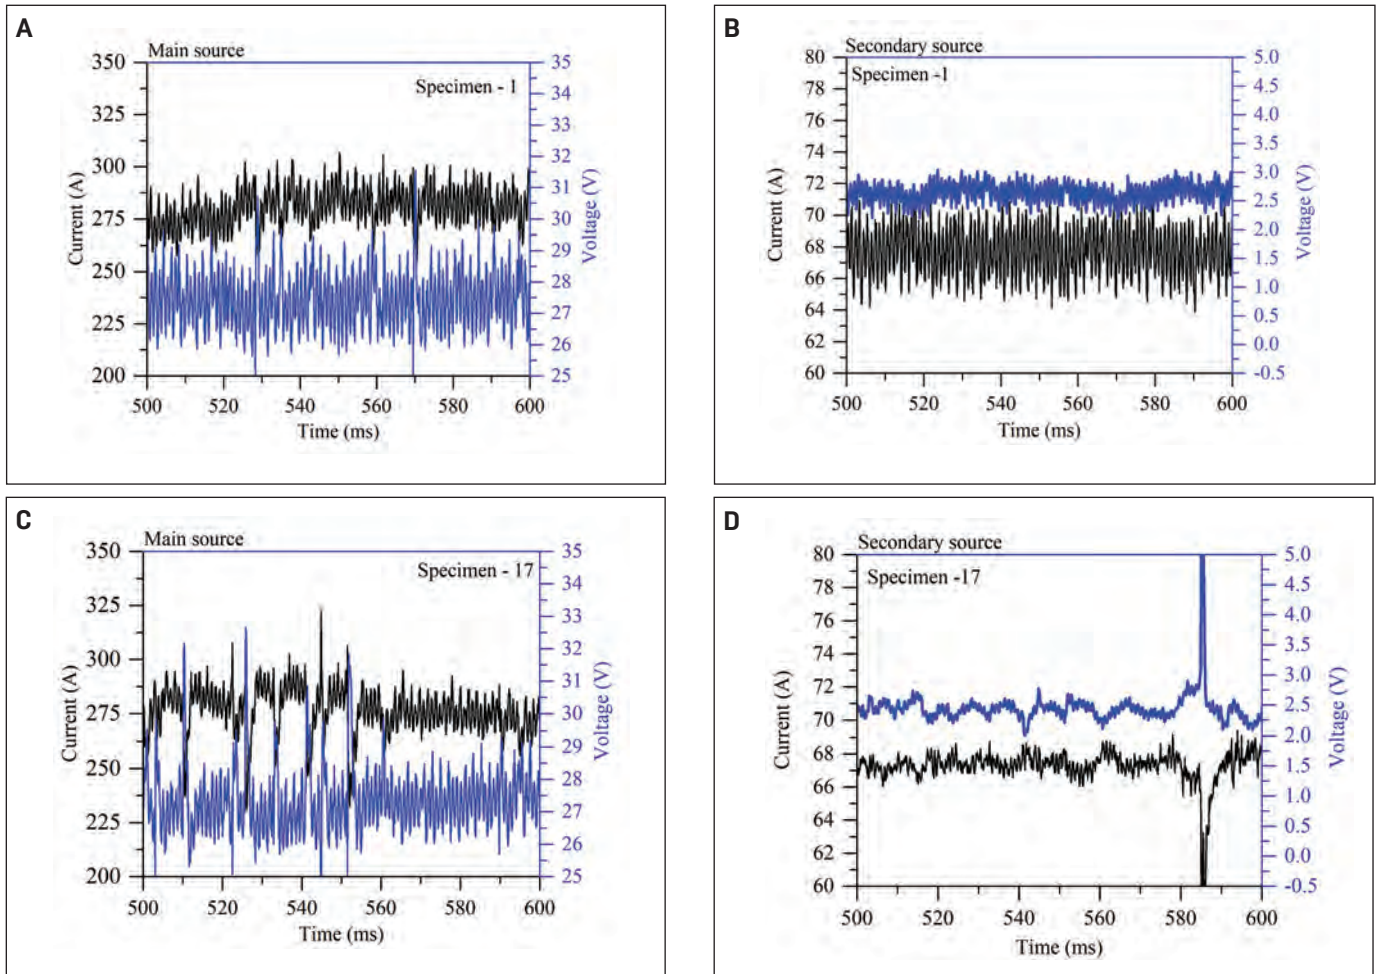 A
Main source
Specimen - 1
350
325
300
275
250
225
200
Current (A)
35
34
33
32
31
30
29
28
27
26
25
Voltage (V)
500 520 540 560 580 600
Time (ms)
B
Secondary source
Specimen -1
80
78
76
74
72
70
68
66
64
62
60
Current (A)
5.0
4.5
4.0
3.5
3.0
2.5
2.0
1.5
1.0
0.5
0.0
-0.5
Voltage (V)
500 520 540 560 580 600
Time (ms)
C
Main source
Specimen - 17
350
325
300
275
250
225
200
Current (A)
35
34
33
32
31
30
29
28
27
26
25
Voltage (V)
500 520 540 560 580 600
Time (ms)
D
Secondary source
Specimen -17
80
78
76
74
72
70
68
66
64
62
60
Current (A)
5.0
4.5
4.0
3.5
3.0
2.5
2.0
1.5
1.0
0.5
0.0
-0.5
Voltage (V)
500 520 540 560 580 600
Time (ms)